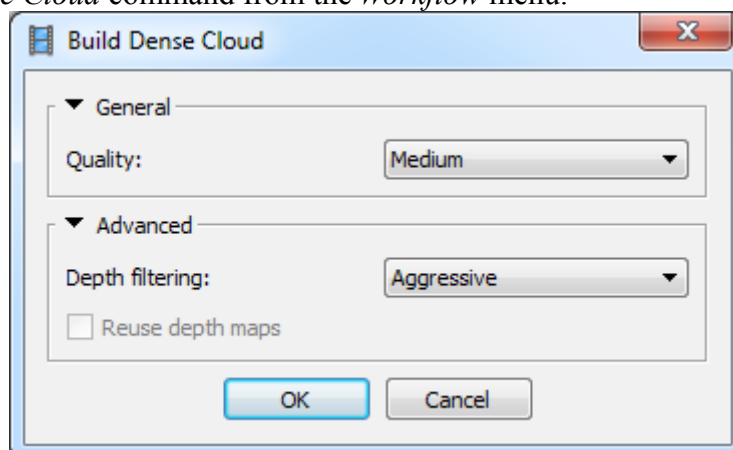 Cloud command from the Workflow menu.
Build Dense Cloud
General
Quality: Medium
Advanced
Depth filtering: Aggressive
Reuse depth maps
OK Cancel